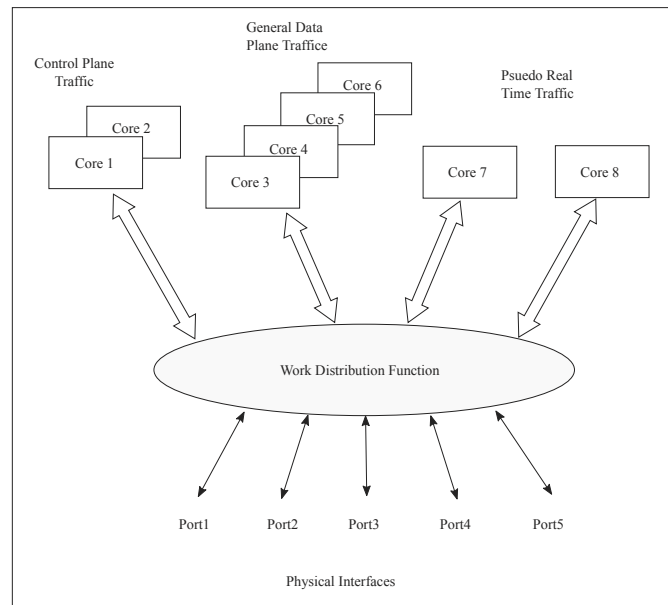 General Data
Plane Traffice
Control Plane
Traffic
Psuedo Real
Time Traffic
Core 6
Core 5
Core 2
Core 4
Core 1
Core 3
Core 7
Core 8
Work Distribution Function
Port1
Port2
Port3
Port4
Port5
Physical Interfaces